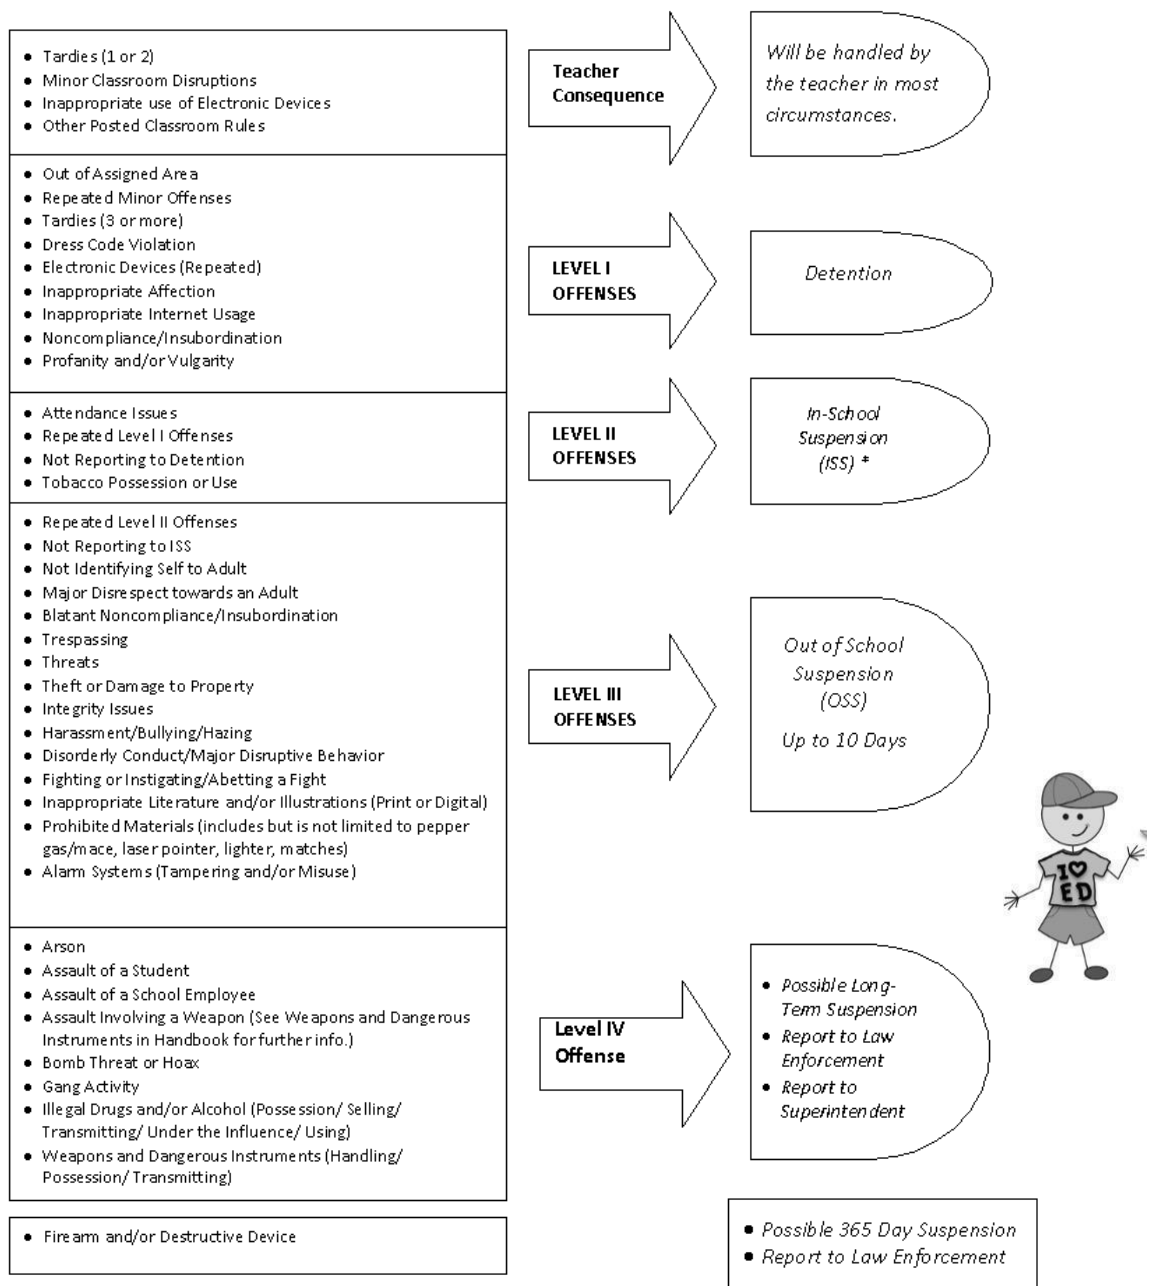 ● Tardies (1 or 2)
● Minor Classroom Disruptions
● Inappropriate use of Electronic Devices
● Other Posted Classroom Rules
Teacher
Consequence
Will be handled by
the teacher in most
circumstances.
● Out of Assigned Area
● Repeated Minor Offenses
● Tardies (3 or more)
● Dress Code Violation
● Electronic Devices (Repeated)
● Inappropriate Affection
● Inappropriate Internet Usage
● Noncompliance/Insubordination
● Profanity and/or Vulgarity
LEVEL I
OFFENSES
Detention
● Attendance Issues
● Repeated Level I Offenses
● Not Reporting to Detention
● Tobacco Possession or Use
LEVEL II
OFFENSES
In-School
Suspension
(ISS) *
● Repeated Level II Offenses
● Not Reporting to ISS
● Not Identifying Self to Adult
● Major Disrespect towards an Adult
● Blatant Noncompliance/Insubordination
● Trespassing
● Threats
● Theft or Damage to Property
● Integrity Issues
● Harassment/Bullying/Hazing
● Disorderly Conduct/Major Disruptive Behavior
● Fighting or Instigating/Abetting a Fight
● Inappropriate Literature and/or Illustrations (Print or Digital)
● Prohibited Materials (includes but is not limited to pepper
gas/mace, laser pointer, lighter, matches)
● Alarm Systems (Tampering and/or Misuse)
LEVEL III
OFFENSES
Out of School
Suspension
(OSS)
Up to 10 Days
I♡
ED
● Arson
● Assault of a Student
● Assault of a School Employee
● Assault Involving a Weapon (See Weapons and Dangerous
Instruments in Handbook for further info.)
● Bomb Threat or Hoax
● Gang Activity
● Illegal Drugs and/or Alcohol (Possession/ Selling/
Transmitting/ Under the Influence/ Using)
● Weapons and Dangerous Instruments (Handling/
Possession/ Transmitting)
Level IV
Offense
● Possible Long-
Term Suspension
● Report to Law
Enforcement
● Report to
Superintendent
● Firearm and/or Destructive Device
● Possible 365 Day Suspension
● Report to Law Enforcement